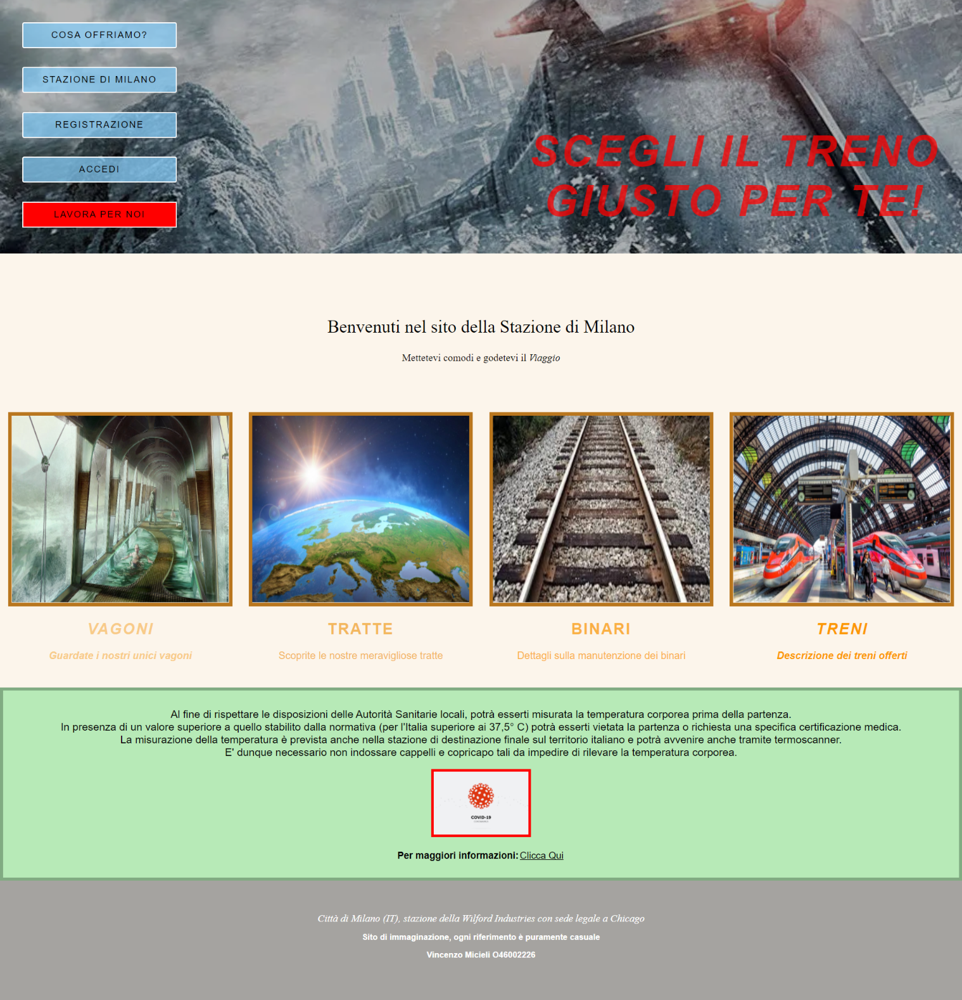 COSA OFFRIAMO?
STAZIONE DI MILANO
REGISTRAZIONE
ACCEDI
LAVORA PER NOI
SCEGLI IL TRENO
GIUSTO PER TE!
Benvenuti nel sito della Stazione di Milano
Mettetevi comodi e godetevi il Viaggio
VAGONI
Guardate i nostri unici vagoni
TRATTE
Scoprite le nostre meravigliose tratte
BINARI
Dettagli sulla manutenzione dei binari
TRENI
Descrizione dei treni offerti
Al fine di rispettare le disposizioni delle Autorità Sanitarie locali, potrà esserti misurata la temperatura corporea prima della partenza.
In presenza di un valore superiore a quello stabilito dalla normativa (per l'Italia superiore ai 37,5° C) potrà esserti vietata la partenza o richiesta una specifica certificazione medica.
La misurazione della temperatura è prevista anche nella stazione di destinazione finale sul territorio italiano e potrà avvenire anche tramite termoscanner.
E' dunque necessario non indossare cappelli e copricapo tali da impedire di rilevare la temperatura corporea.
COVID-19
Per maggiori informazioni: Clicca Qui
Città di Milano (IT), stazione della Wilford Industries con sede legale a Chicago
Sito di immaginazione, ogni riferimento è puramente casuale
Vincenzo Micieli O46002226